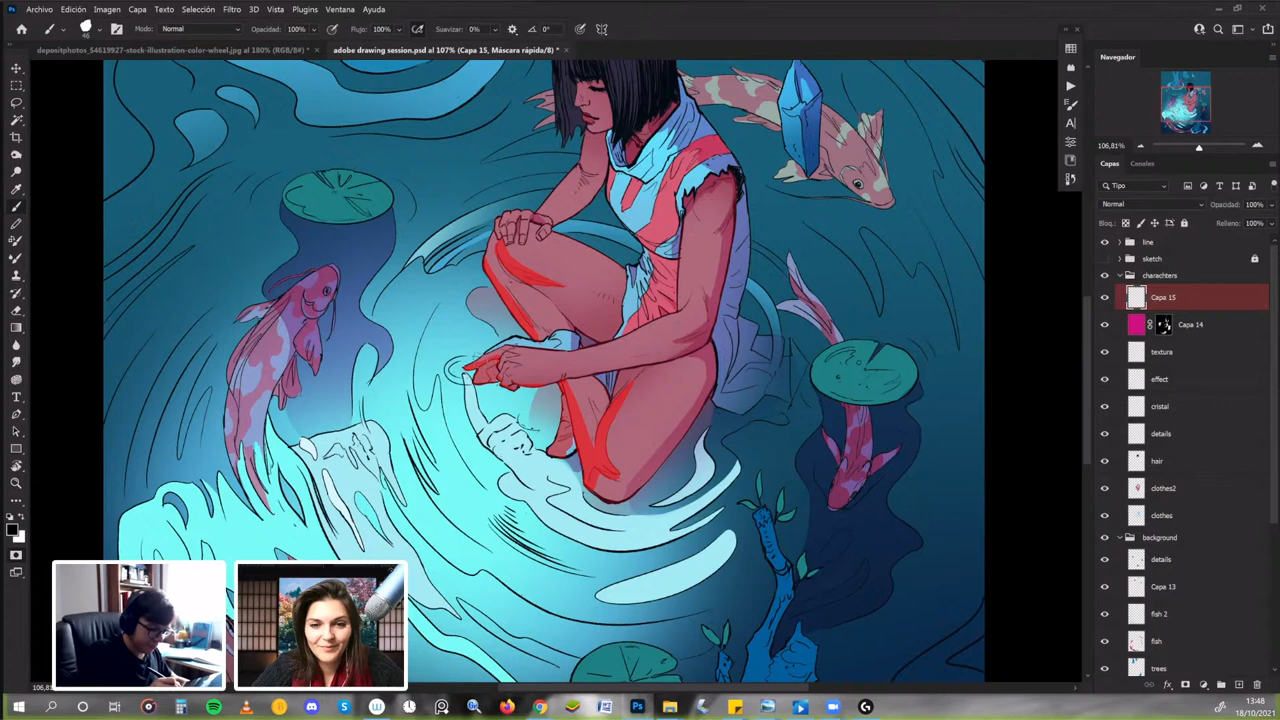 Archivo Edición Imagen Capa Texto Selección Filtro 3D Vista Plugins Ventana Ayuda
46 Modo: Normal Opacidad: 100% Flujo: 100% Suavizar: 0% 0°
depositphotos_54619927-stock-illustration-color-wheel.jpg al 180% (RGB/8#) * ×
adobe drawing session.psd al 107% (Capa 15, Máscara rápida/8) * ×
Navegador
106,81%
Capas Canales
Tipo
Normal Opacidad: 100%
Bloq.: Relleno: 100%
line
sketch
charachters
Capa 15
Capa 14
textura
effect
cristal
details
hair
clothes2
clothes
background
details
Capa 13
fish 2
fish
trees
106,8
13:48
18/10/2021